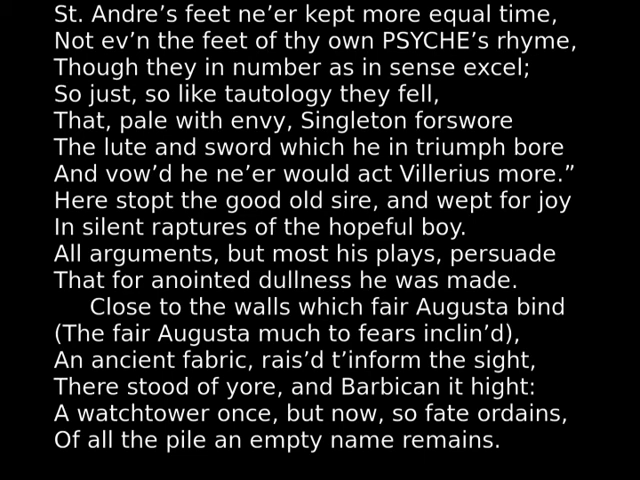 St. Andre’s feet ne’er kept more equal time,
Not ev’n the feet of thy own PSYCHE’s rhyme,
Though they in number as in sense excel;
So just, so like tautology they fell,
That, pale with envy, Singleton forswore
The lute and sword which he in triumph bore
And vow’d he ne’er would act Villerius more.”
Here stopt the good old sire, and wept for joy
In silent raptures of the hopeful boy.
All arguments, but most his plays, persuade
That for anointed dullness he was made.
Close to the walls which fair Augusta bind
(The fair Augusta much to fears inclin’d),
An ancient fabric, rais’d t’inform the sight,
There stood of yore, and Barbican it hight:
A watchtower once, but now, so fate ordains,
Of all the pile an empty name remains.